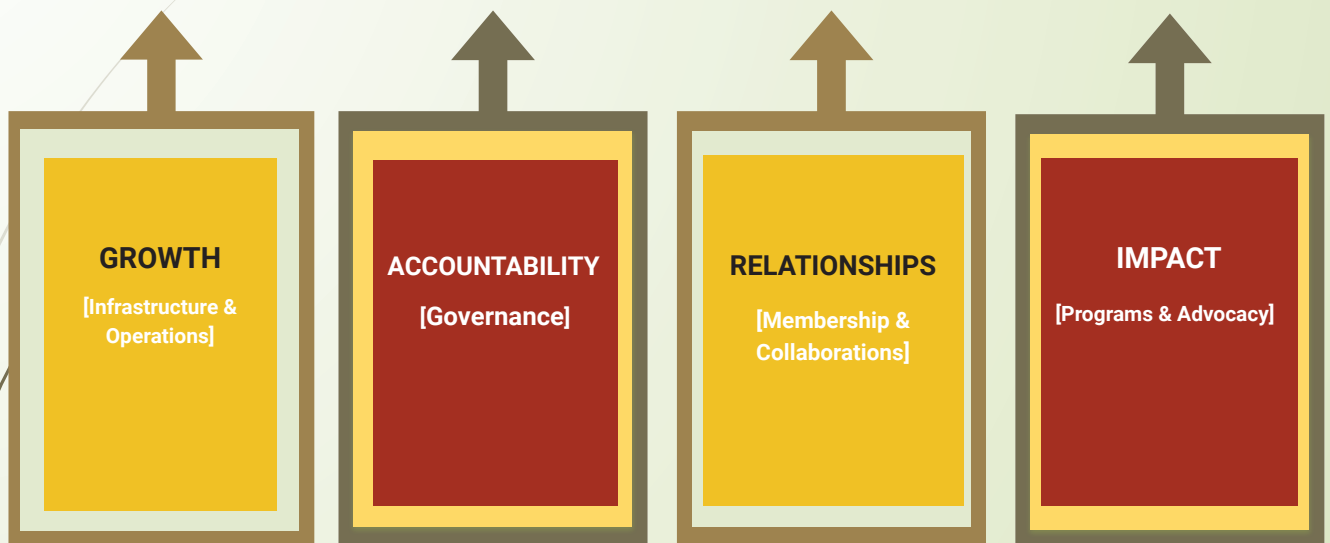 GROWTH
[Infrastructure &
Operations]
ACCOUNTABILITY
[Governance]
RELATIONSHIPS
[Membership &
Collaborations]
IMPACT
[Programs & Advocacy]